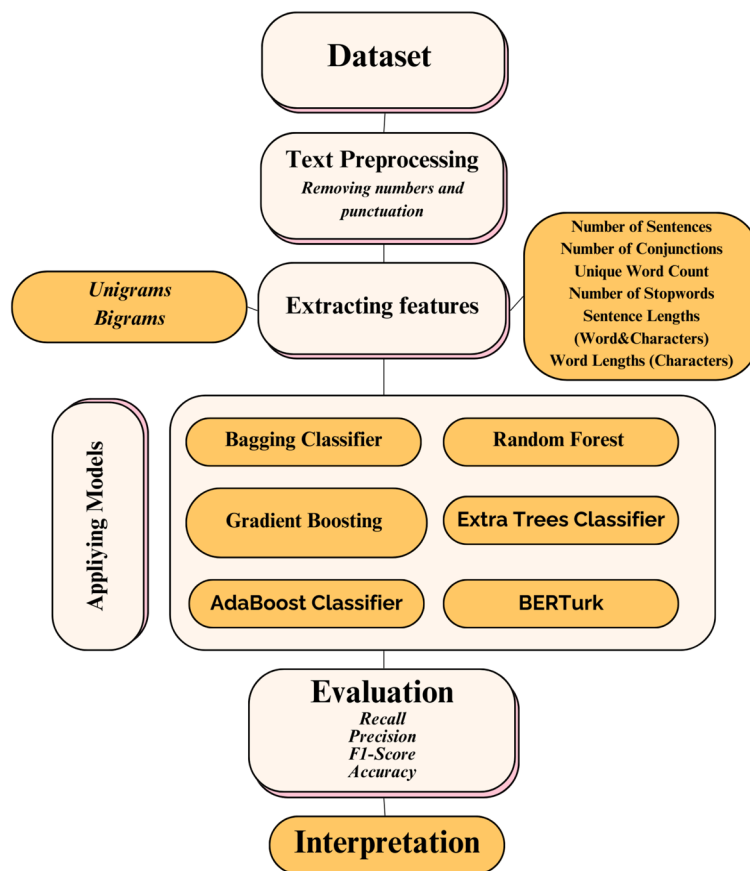 Dataset
Text Preprocessing
Removing numbers and
punctuation
Unigrams
Bigrams
Extracting features
Number of Sentences
Number of Conjunctions
Unique Word Count
Number of Stopwords
Sentence Lengths
(Word&Characters)
Word Lengths (Characters)
Appliying Models
Bagging Classifier
Random Forest
Gradient Boosting
Extra Trees Classifier
AdaBoost Classifier
BERTurk
Evaluation
Recall
Precision
F1-Score
Accuracy
Interpretation